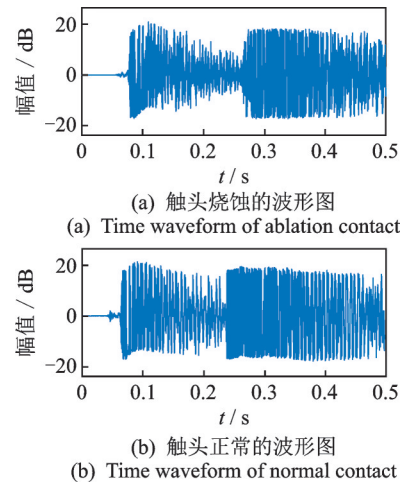 20
0
−20
幅值 / dB
0 0.1 0.2 0.3 0.4 0.5
t / s
(a) 触头烧蚀的波形图
(a) Time waveform of ablation contact
20
0
−20
幅值 / dB
0 0.1 0.2 0.3 0.4 0.5
t / s
(b) 触头正常的波形图
(b) Time waveform of normal contact